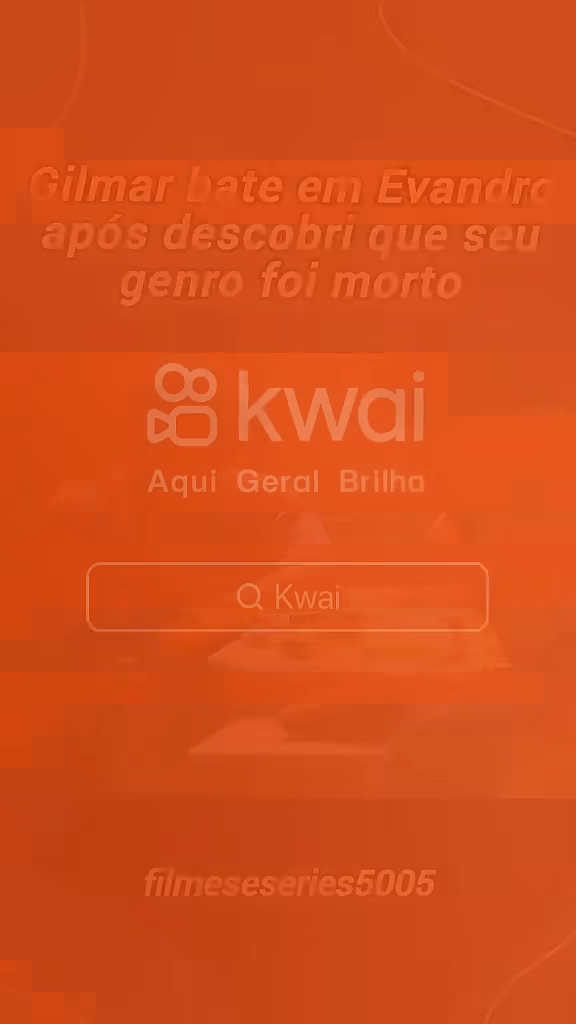 Gilmar bate em Evandro
após descobri que seu
genro foi morto
kwai
Aqui Geral Brilha
Kwai
filmeseseries5005